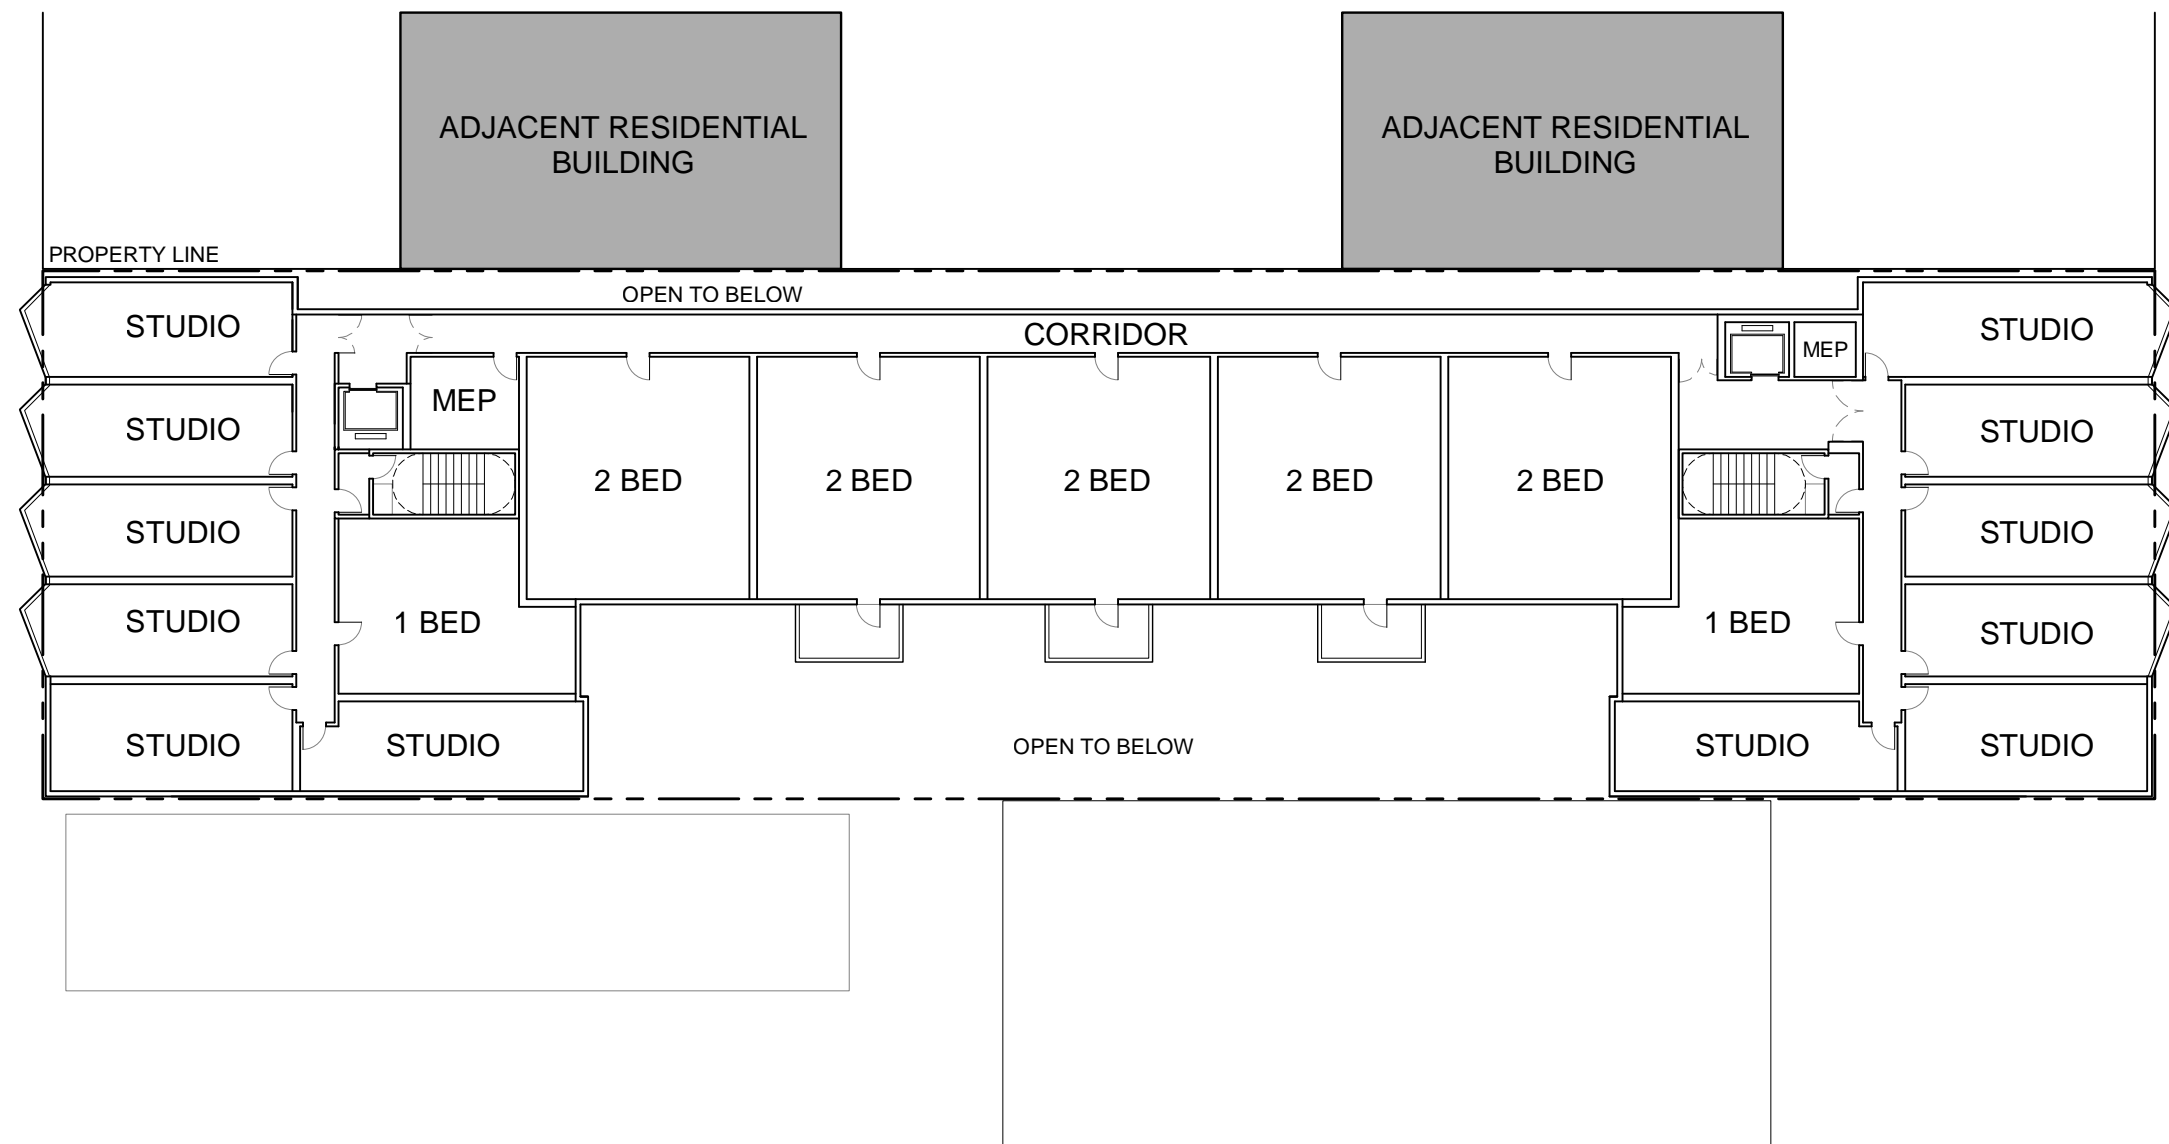 ADJACENT RESIDENTIAL
BUILDING
ADJACENT RESIDENTIAL
BUILDING
PROPERTY LINE
OPEN TO BELOW
CORRIDOR
STUDIO
STUDIO
MEP
MEP
STUDIO
STUDIO
2 BED
2 BED
2 BED
2 BED
2 BED
STUDIO
STUDIO
STUDIO
1 BED
1 BED
STUDIO
STUDIO
STUDIO
OPEN TO BELOW
STUDIO
STUDIO